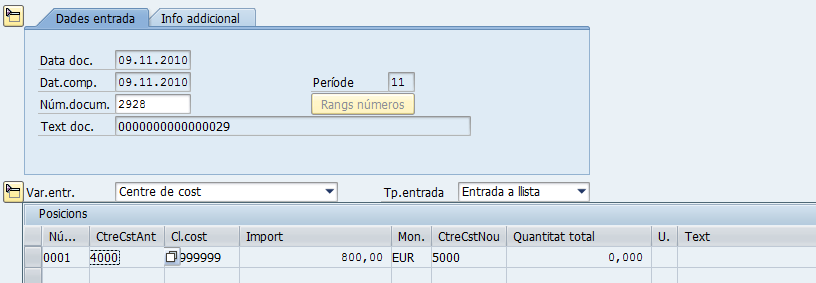 Dades entrada Info addicional
Data doc. 09.11.2010
Dat.comp. 09.11.2010 Període 11
Núm.docum. 2928 Rangs números
Text doc. 0000000000000029
Var.entr. Centre de cost Tp.entrada Entrada a llista
Posicions
Nú... CtreCstAnt Cl.cost Import Mon. CtreCstNou Quantitat total U. Text
0001 4000 999999 800,00 EUR 5000 0,000